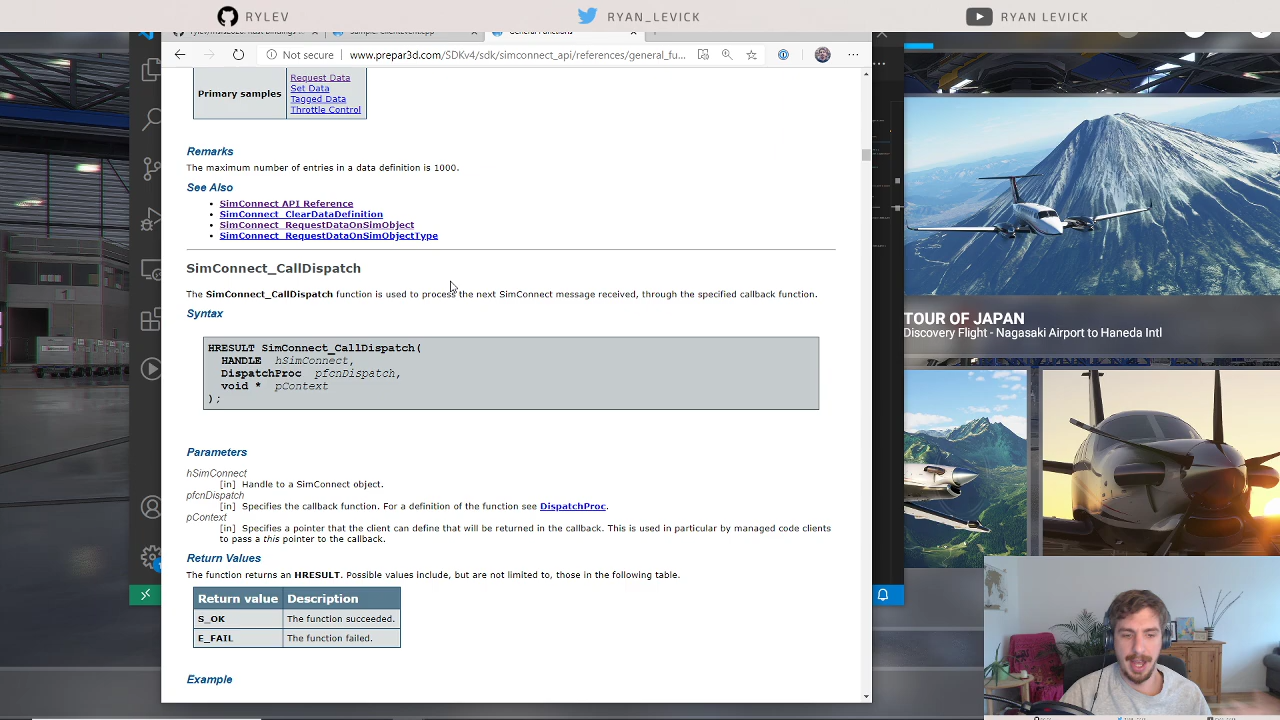 RYLEV
RYAN_LEVICK
RYAN LEVICK
General Functions
Not secure
www.prepar3d.com/SDKv4/sdk/simconnect_api/references/general_fu...
Primary samples
Request Data
Set Data
Tagged Data
Throttle Control
Remarks
The maximum number of entries in a data definition is 1000.
See Also
• SimConnect API Reference
• SimConnect_ClearDataDefinition
• SimConnect_RequestDataOnSimObject
• SimConnect_RequestDataOnSimObjectType
SimConnect_CallDispatch
The SimConnect_CallDispatch function is used to process the next SimConnect message received, through the specified callback function.
Syntax
HRESULT SimConnect_CallDispatch(
HANDLE hSimConnect,
DispatchProc pfcnDispatch,
void * pContext
);
Parameters
hSimConnect
[in] Handle to a SimConnect object.
pfcnDispatch
[in] Specifies the callback function. For a definition of the function see DispatchProc.
pContext
[in] Specifies a pointer that the client can define that will be returned in the callback. This is used in particular by managed code clients
to pass a this pointer to the callback.
Return Values
The function returns an HRESULT. Possible values include, but are not limited to, those in the following table.
Return value Description
S_OK The function succeeded.
E_FAIL The function failed.
Example
TOUR OF JAPAN
Discovery Flight - Nagasaki Airport to Haneda Intl